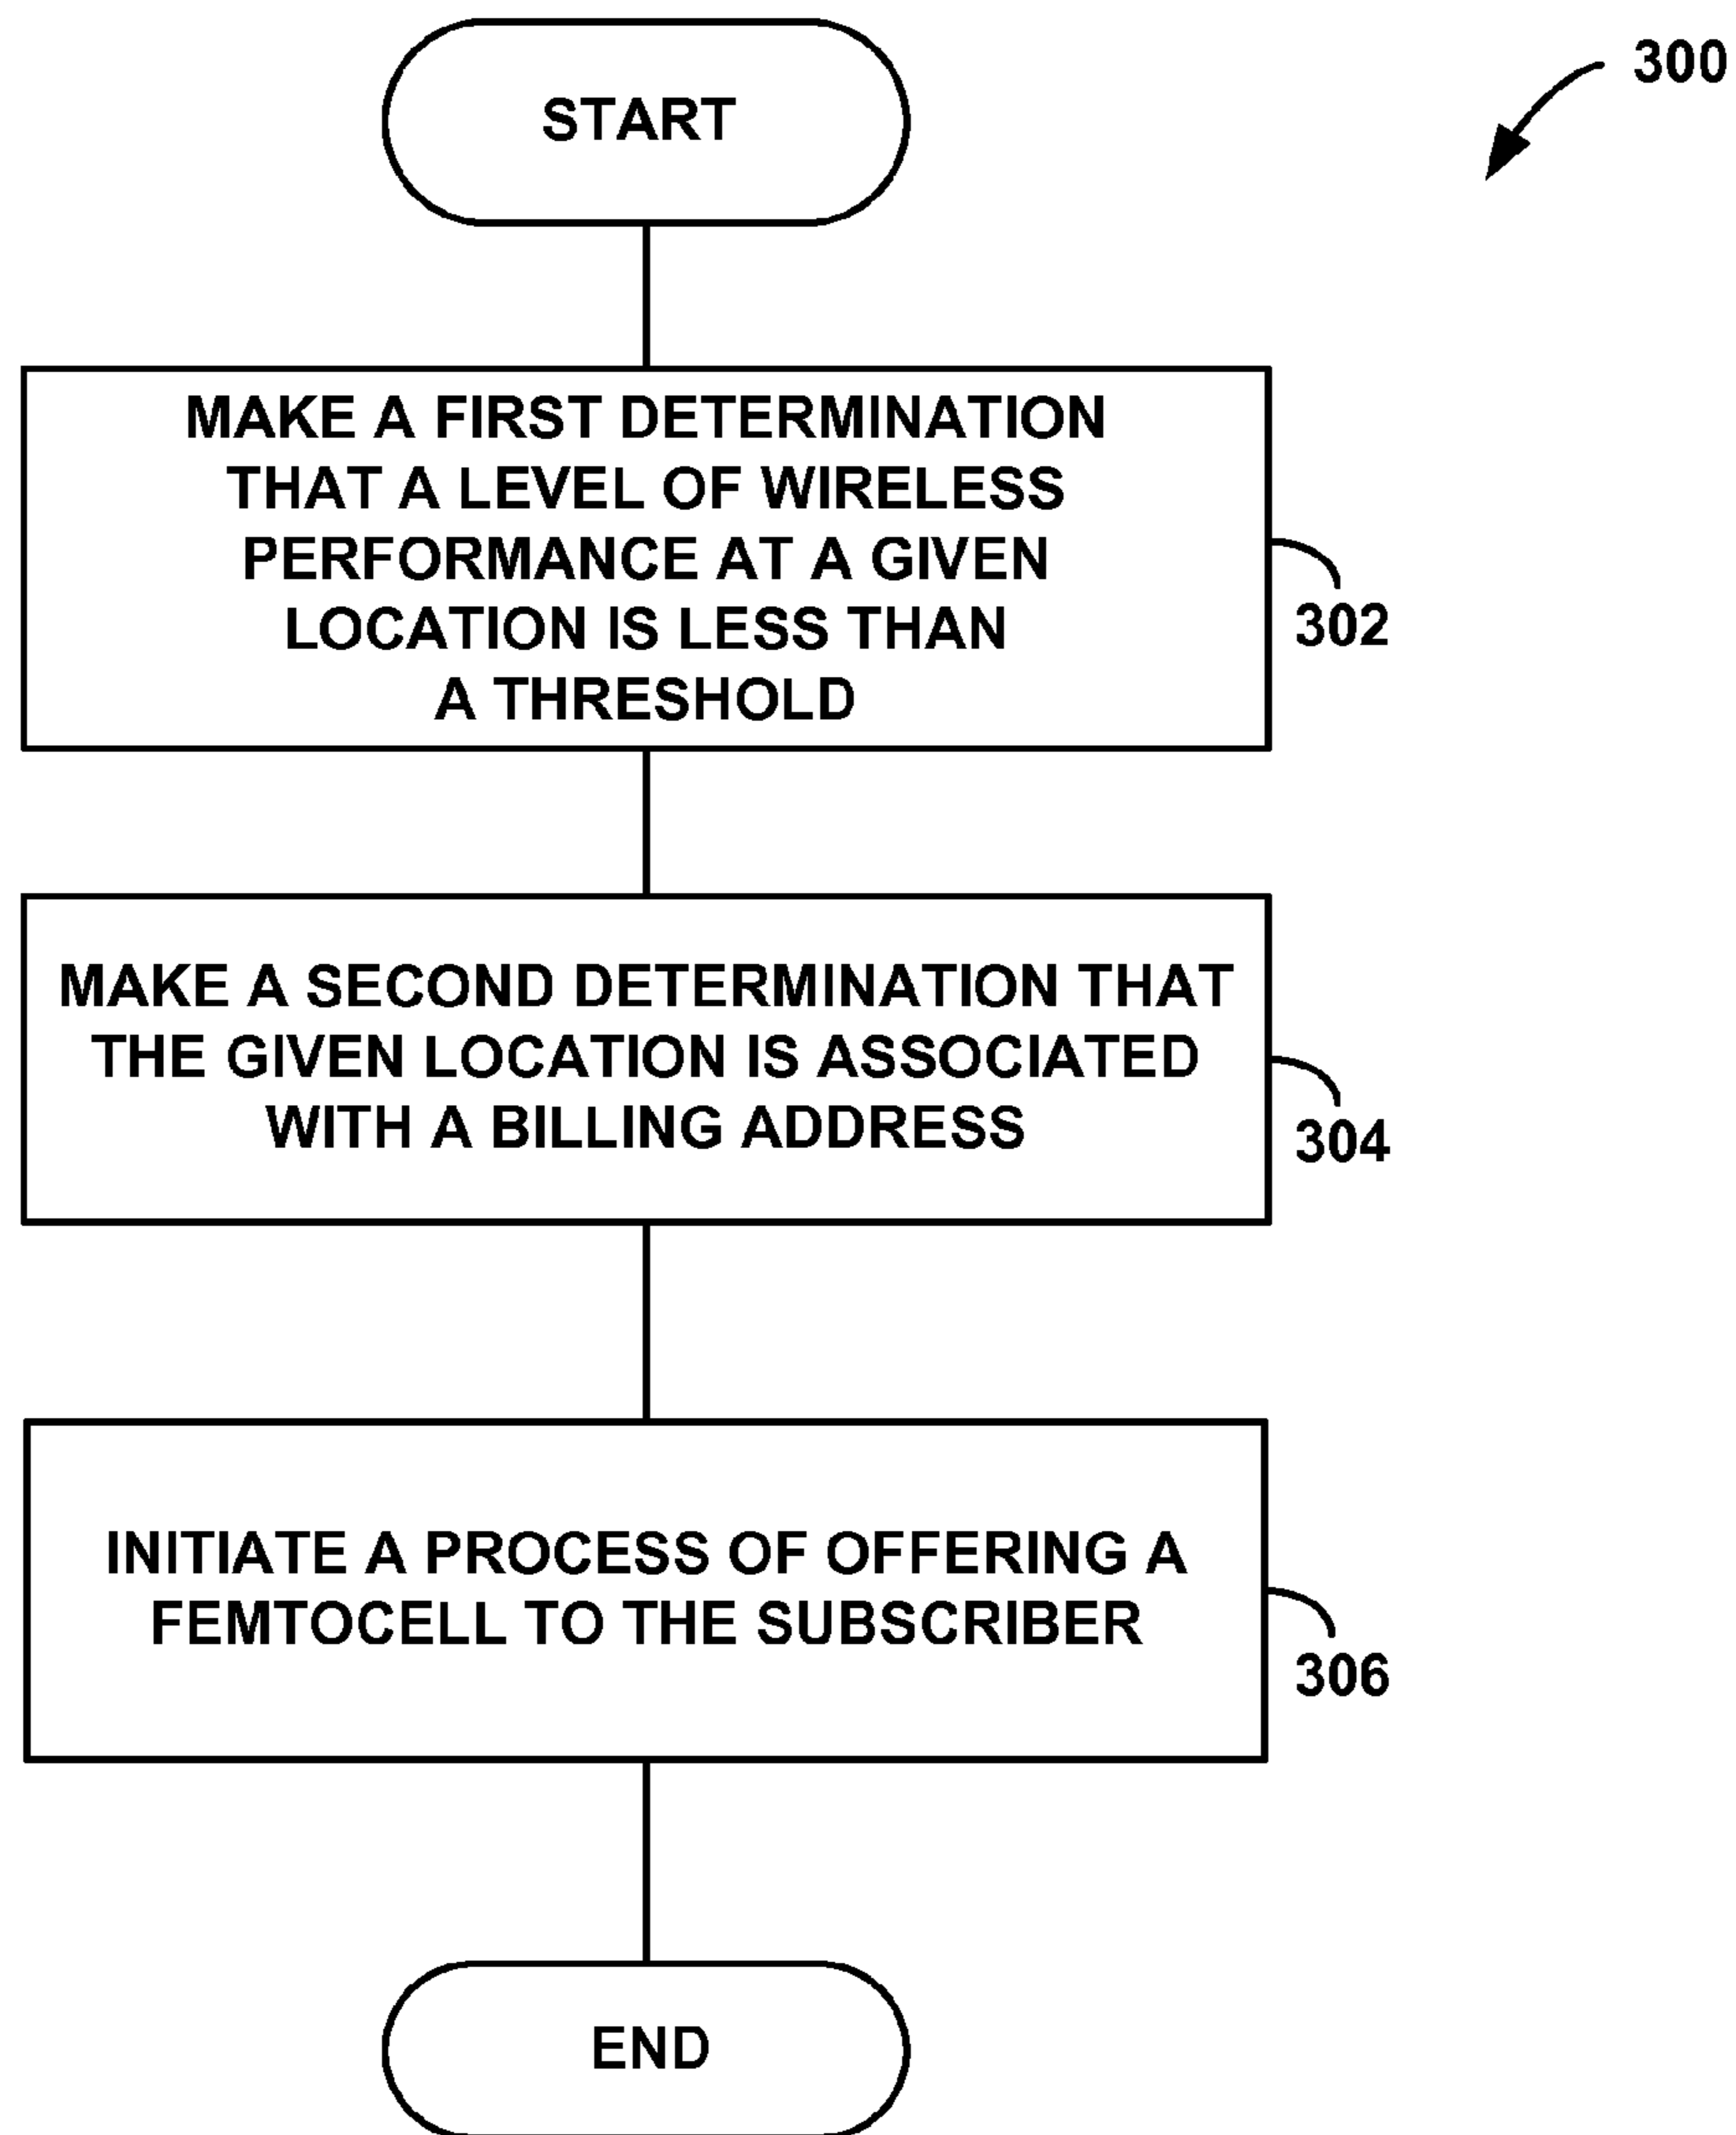 START
300
MAKE A FIRST DETERMINATION
THAT A LEVEL OF WIRELESS
PERFORMANCE AT A GIVEN
LOCATION IS LESS THAN
A THRESHOLD
302
MAKE A SECOND DETERMINATION THAT
THE GIVEN LOCATION IS ASSOCIATED
WITH A BILLING ADDRESS
304
INITIATE A PROCESS OF OFFERING A
FEMTOCELL TO THE SUBSCRIBER
306
END